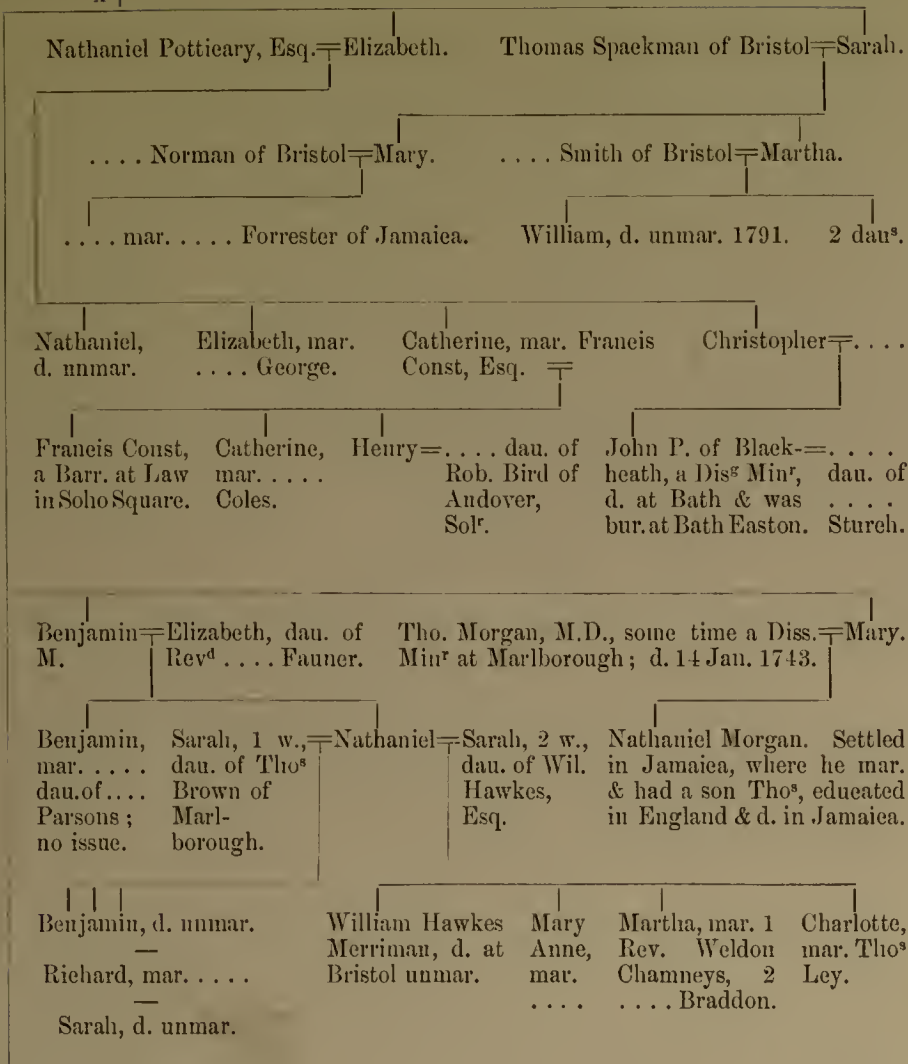 Nathaniel Pottieary, Esq.=Elizabeth. Thomas Spackman of Bristol=Sarah.
. . . . Norman of Bristol=Mary. . . . . Smith of Bristol=Martha.
. . . . mar. . . . . Forrester of Jamaica. William, d. unmar. 1791. 2 dauˢ.
Nathaniel, Elizabeth, mar. Catherine, mar. Francis Christopher=. . . .
d. unmar. . . . . George. Const, Esq. =
Francis Const, Catherine, Henry=. . . . dau. of John P. of Black-=. . . .
a Barr. at Law mar. . . . . Rob. Bird of heath, a Disᵍ Minʳ, dau. of
in Soho Square. Coles. Andover, d. at Bath & was . . . .
Solʳ. bur. at Bath Easton. Sturch.
Benjamin=Elizabeth, dau. of Tho. Morgan, M.D., some time a Diss.=Mary.
M. Revᵈ . . . . Fauner. Minʳ at Marlborough; d. 14 Jan. 1743.
Benjamin, Sarah, 1 w.,=Nathaniel=Sarah, 2 w., Nathaniel Morgan. Settled
mar. . . . . dau. of Thoˢ dau. of Wil. in Jamaica, where he mar.
dau. of . . . . Brown of Hawkes, & had a son Thoˢ, educated
Parsons; Marl- Esq. in England & d. in Jamaica.
no issue. borough.
Benjamin, d. unmar. William Hawkes Mary Martha, mar. 1 Charlotte,
— Merriman, d. at Anne, Rev. Weldon mar. Thoˢ
Richard, mar. . . . . Bristol unmar. mar. Chamneys, 2 Ley.
— . . . . . . . . Braddon.
Sarah, d. unmar.